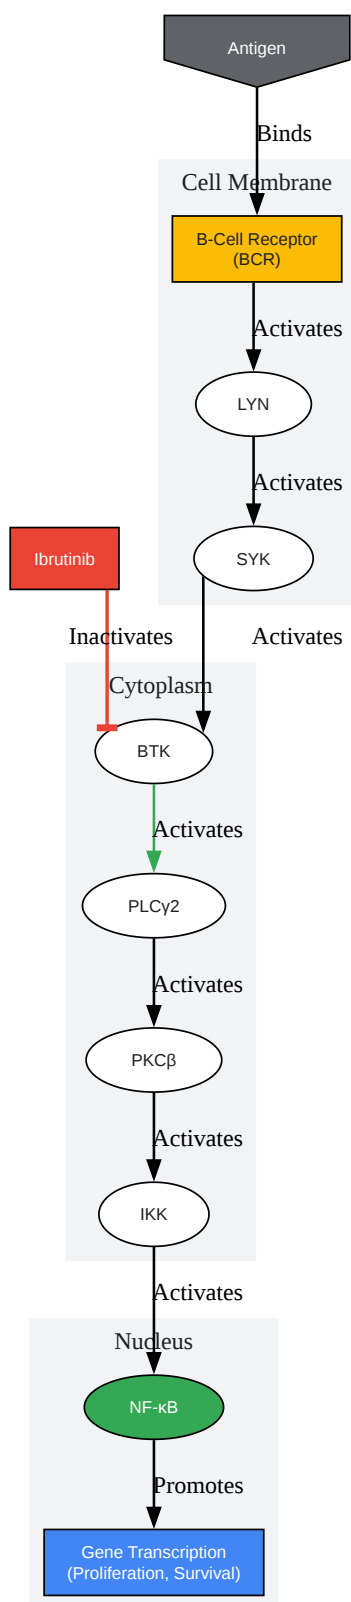 Antigen
Binds
Cell Membrane
B-Cell Receptor
(BCR)
Activates
LYN
Activates
SYK
Ibrutinib
Inactivates
Activates
Cytoplasm
BTK
Activates
PLCγ2
Activates
PKCβ
Activates
IKK
Activates
Nucleus
NF-κB
Promotes
Gene Transcription
(Proliferation, Survival)